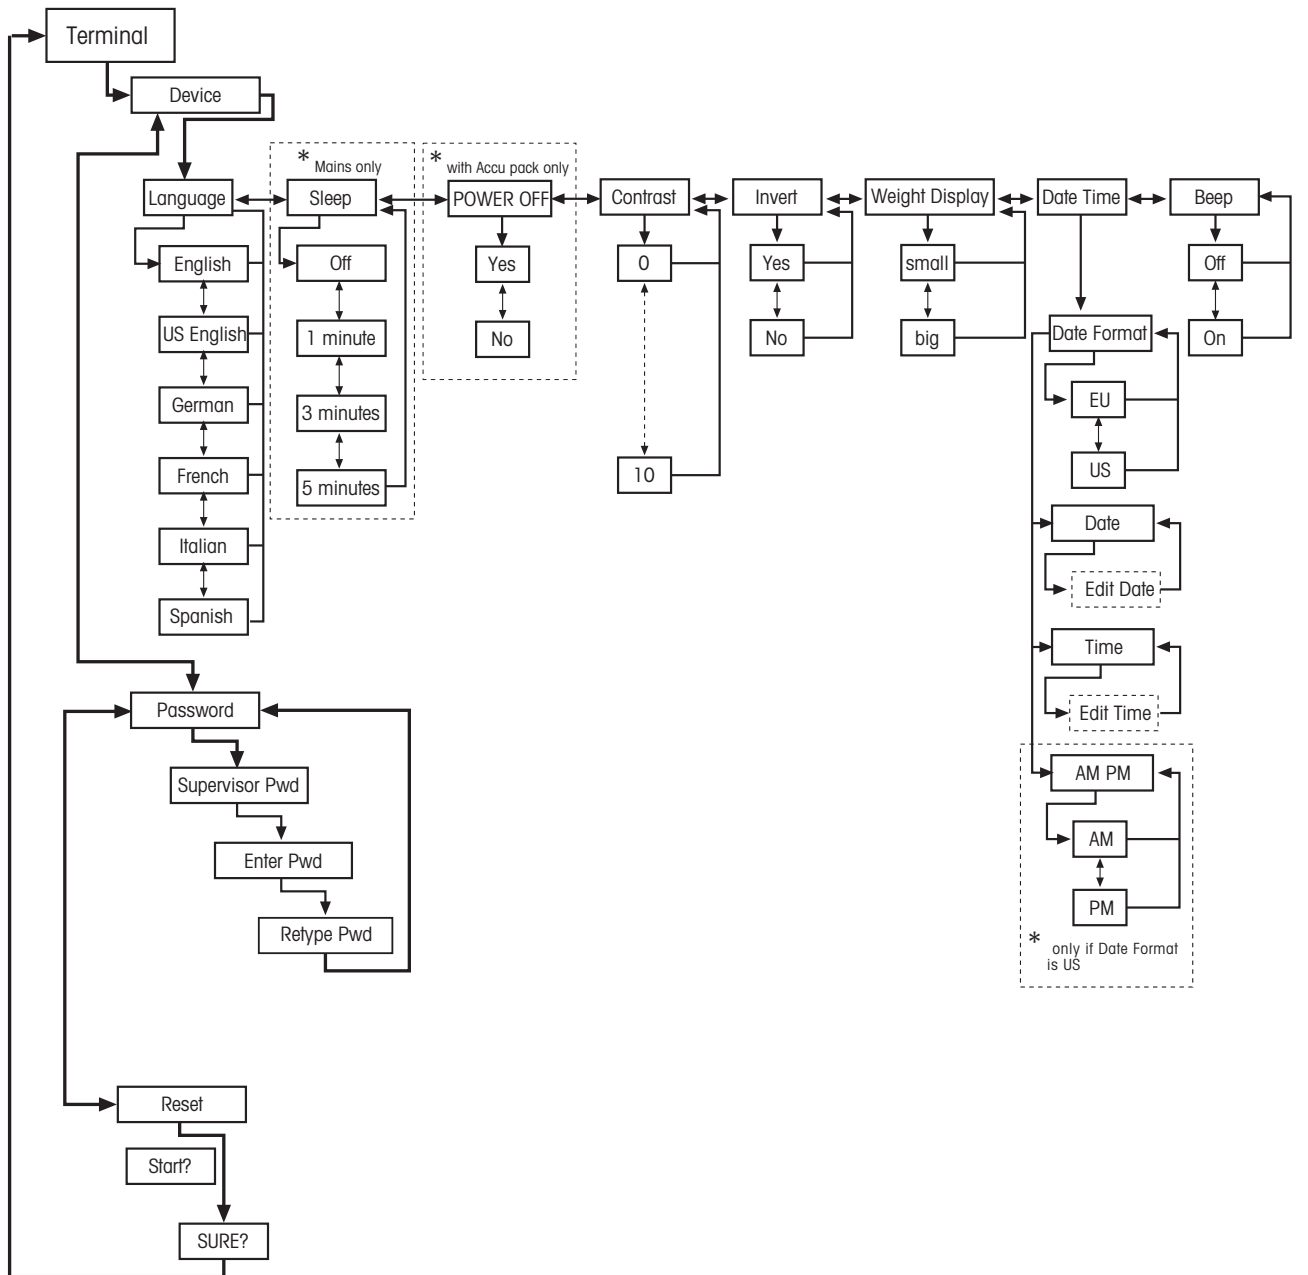 Terminal
Device
* Mains only
* with Accu pack only
Language
Sleep
POWER OFF
Contrast
Invert
Weight Display
Date Time
Beep
English
US English
German
French
Italian
Spanish
Off
1 minute
3 minutes
5 minutes
Yes
No
0
10
Yes
No
small
big
Date Format
EU
US
Date
Edit Date
Time
Edit Time
AM PM
AM
PM
* only if Date Format
is US
Off
On
Password
Supervisor Pwd
Enter Pwd
Retype Pwd
Reset
Start?
SURE?